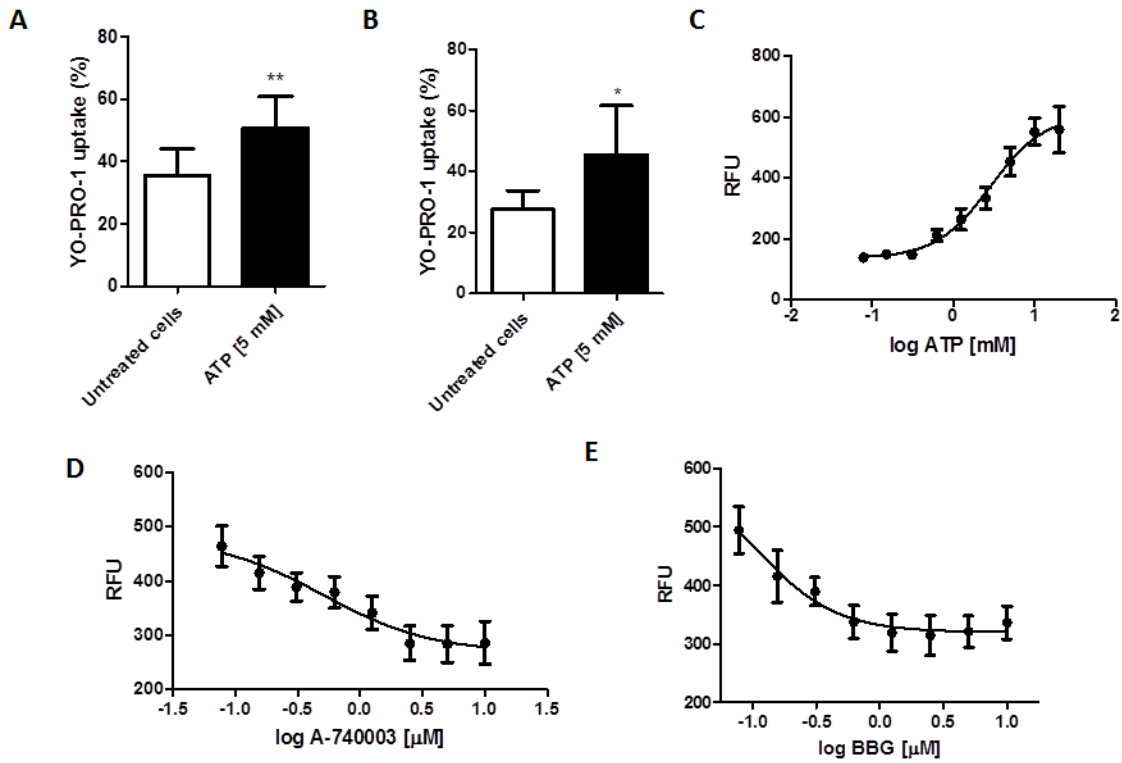 A
YO-PRO-1 uptake (%)
80
60
40
20
0
**
Untreated cells
ATP [5 mM]
B
YO-PRO-1 uptake (%)
80
60
40
20
0
*
Untreated cells
ATP [5 mM]
C
RFU
800
600
400
200
0
-2 -1 0 1 2
log ATP [mM]
D
RFU
600
500
400
300
200
-1.5 -1.0 -0.5 0.0 0.5 1.0 1.5
log A-740003 [μM]
E
RFU
600
500
400
300
200
-1.0 -0.5 0.0 0.5 1.0
log BBG [μM]